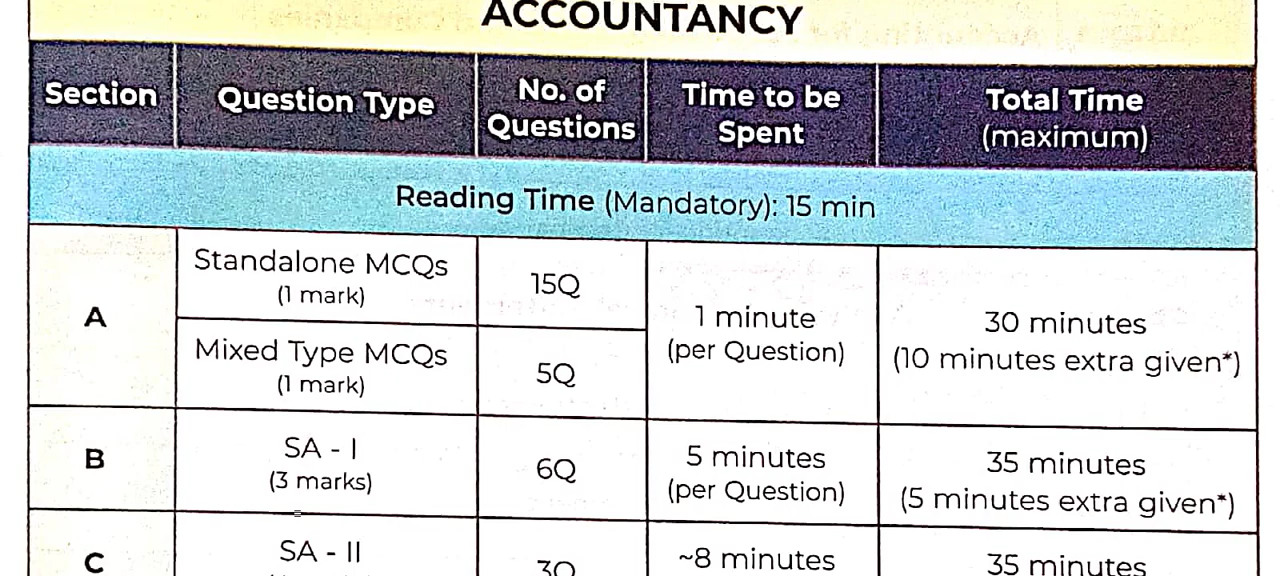 ACCOUNTANCY
Section
Question Type
No. of
Questions
Time to be
Spent
Total Time
(maximum)
Reading Time (Mandatory): 15 min
A
Standalone MCQs
(1 mark)
15Q
Mixed Type MCQs
(1 mark)
5Q
1 minute
(per Question)
30 minutes
(10 minutes extra given*)
B
SA - I
(3 marks)
6Q
5 minutes
(per Question)
35 minutes
(5 minutes extra given*)
C
SA - II
3Q
~8 minutes
35 minutes